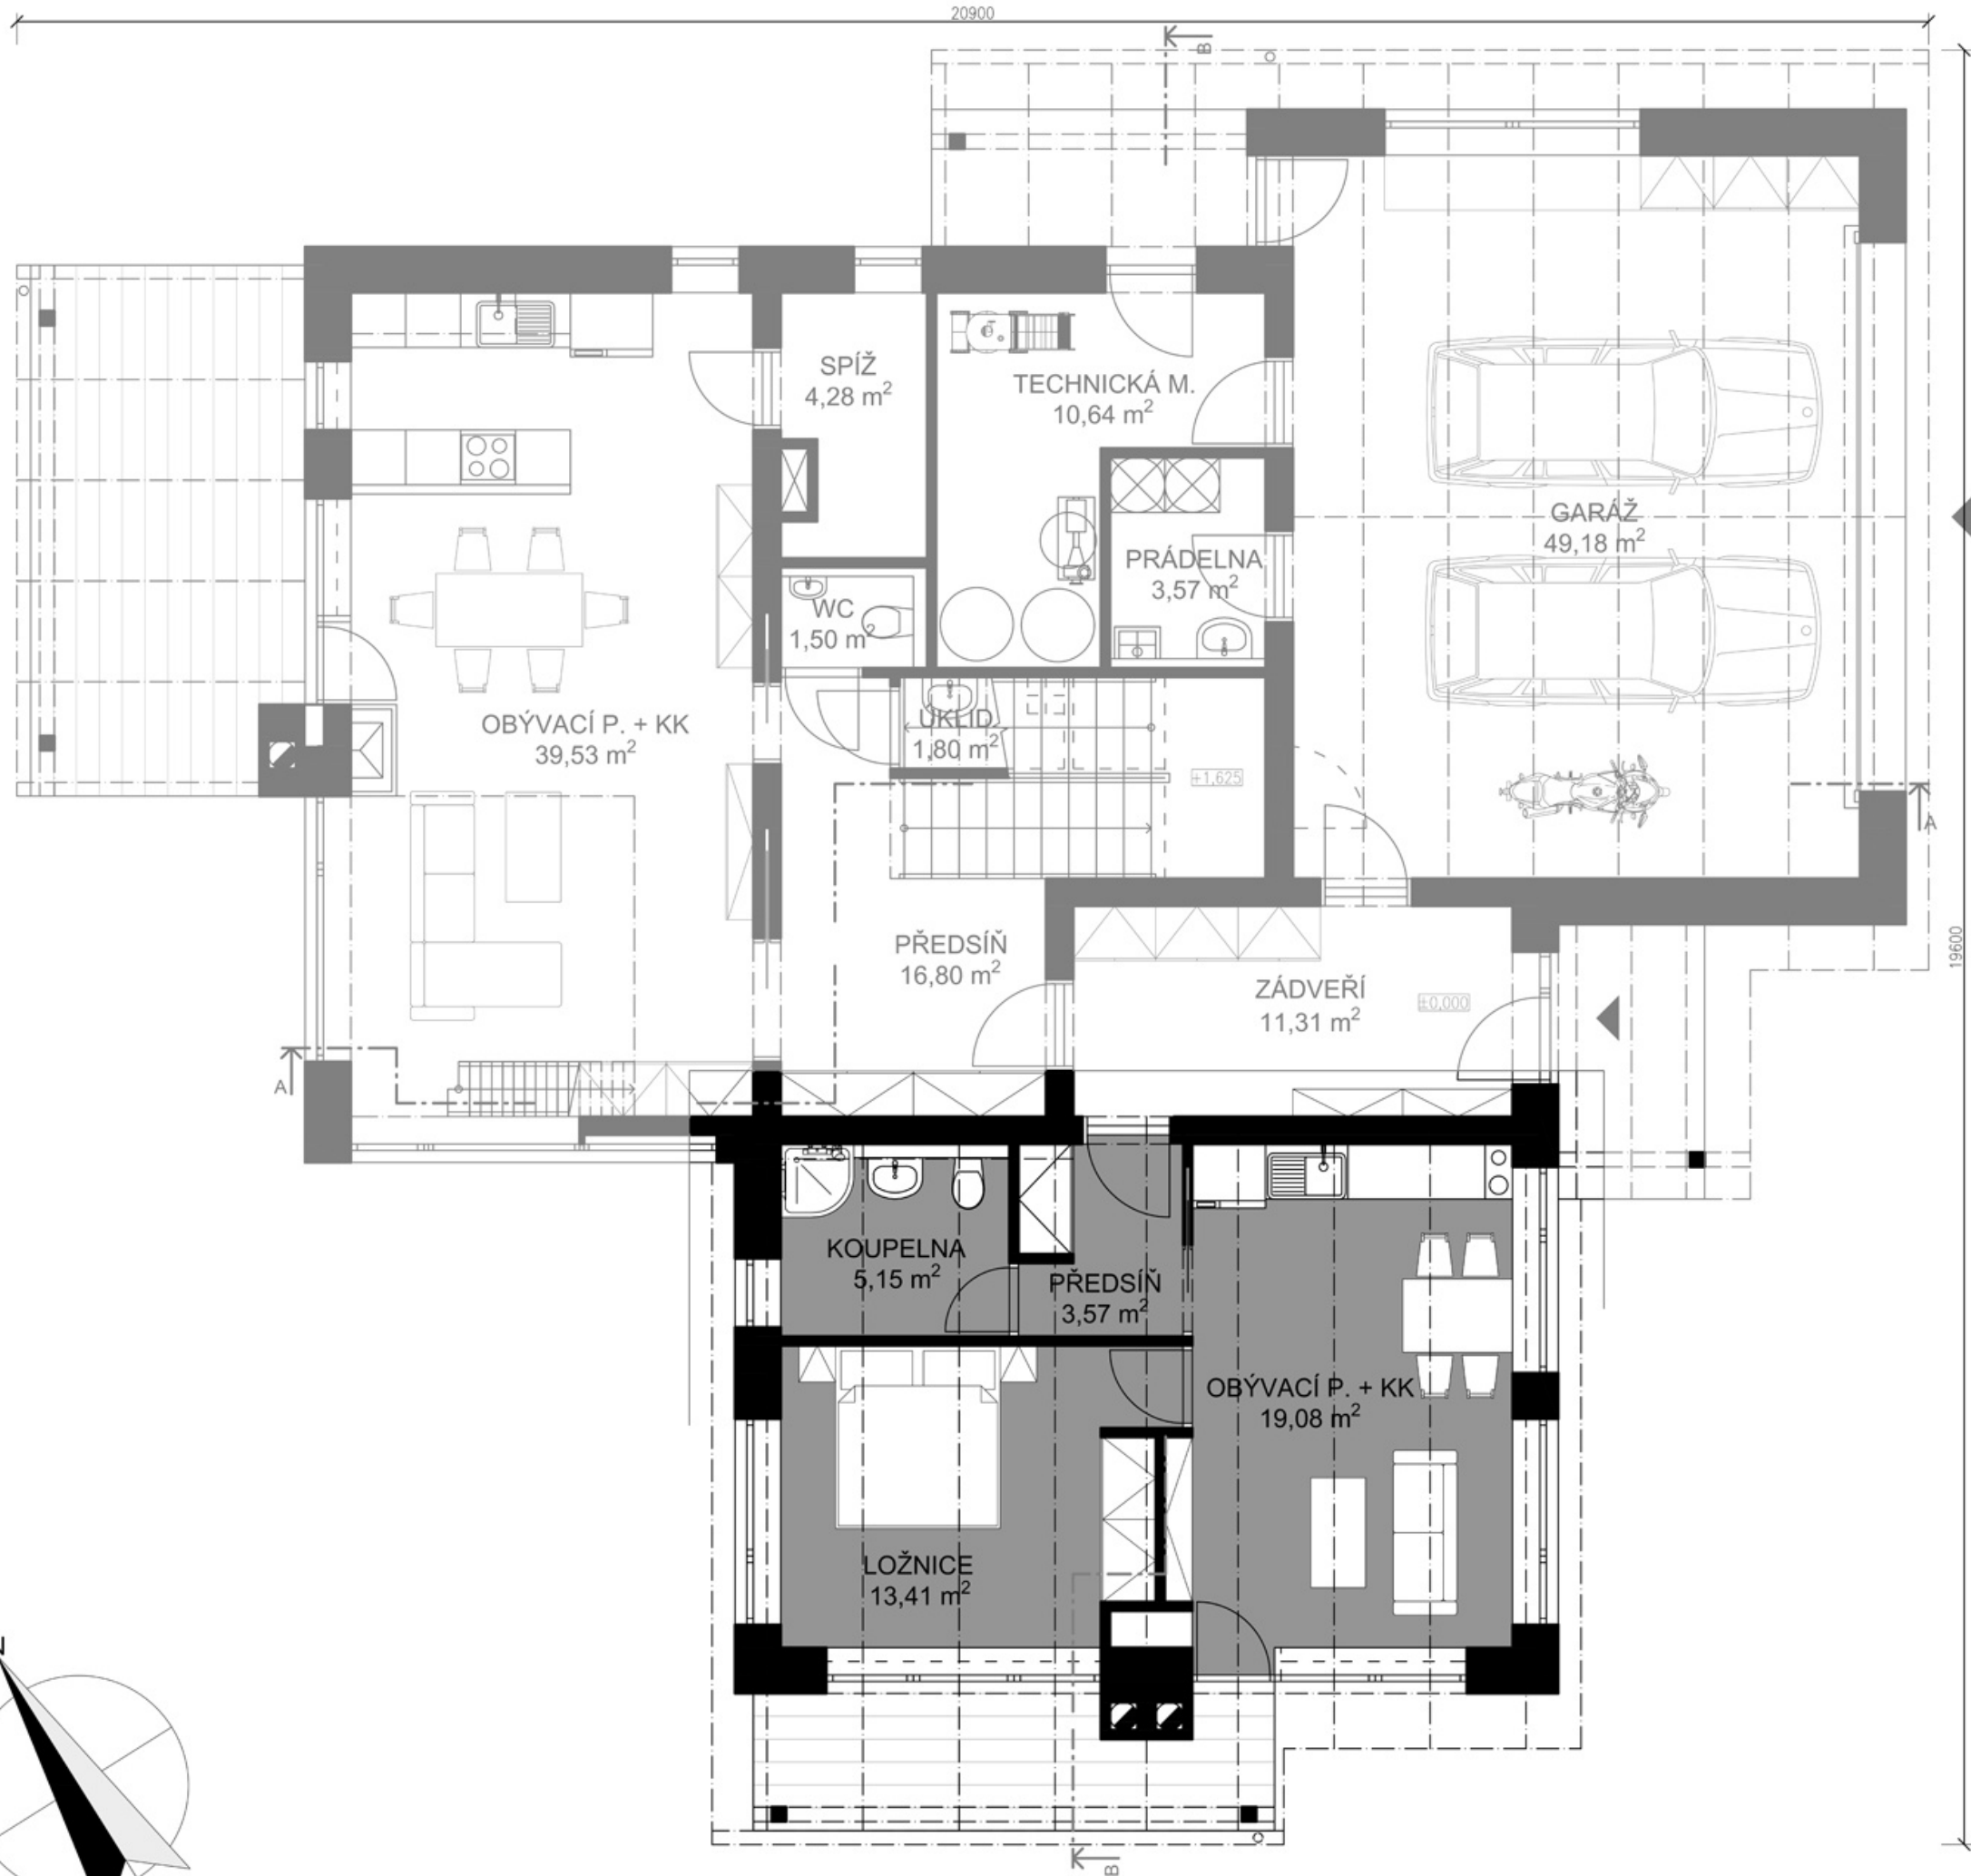 20900
B
SPÍŽ
4,28 m²
TECHNICKÁ M.
10,64 m²
GARÁŽ
49,18 m²
PRÁDELNA
3,57 m²
WC
1,50 m²
OBÝVACÍ P. + KK
39,53 m²
ÚKLID
1,80 m²
+1,625
A
PŘEDSÍŇ
16,80 m²
19600
ZÁDVEŘÍ
11,31 m²
±0,000
A
KOUPELNA
5,15 m²
PŘEDSÍŇ
3,57 m²
OBÝVACÍ P. + KK
19,08 m²
LOŽNICE
13,41 m²
N
B